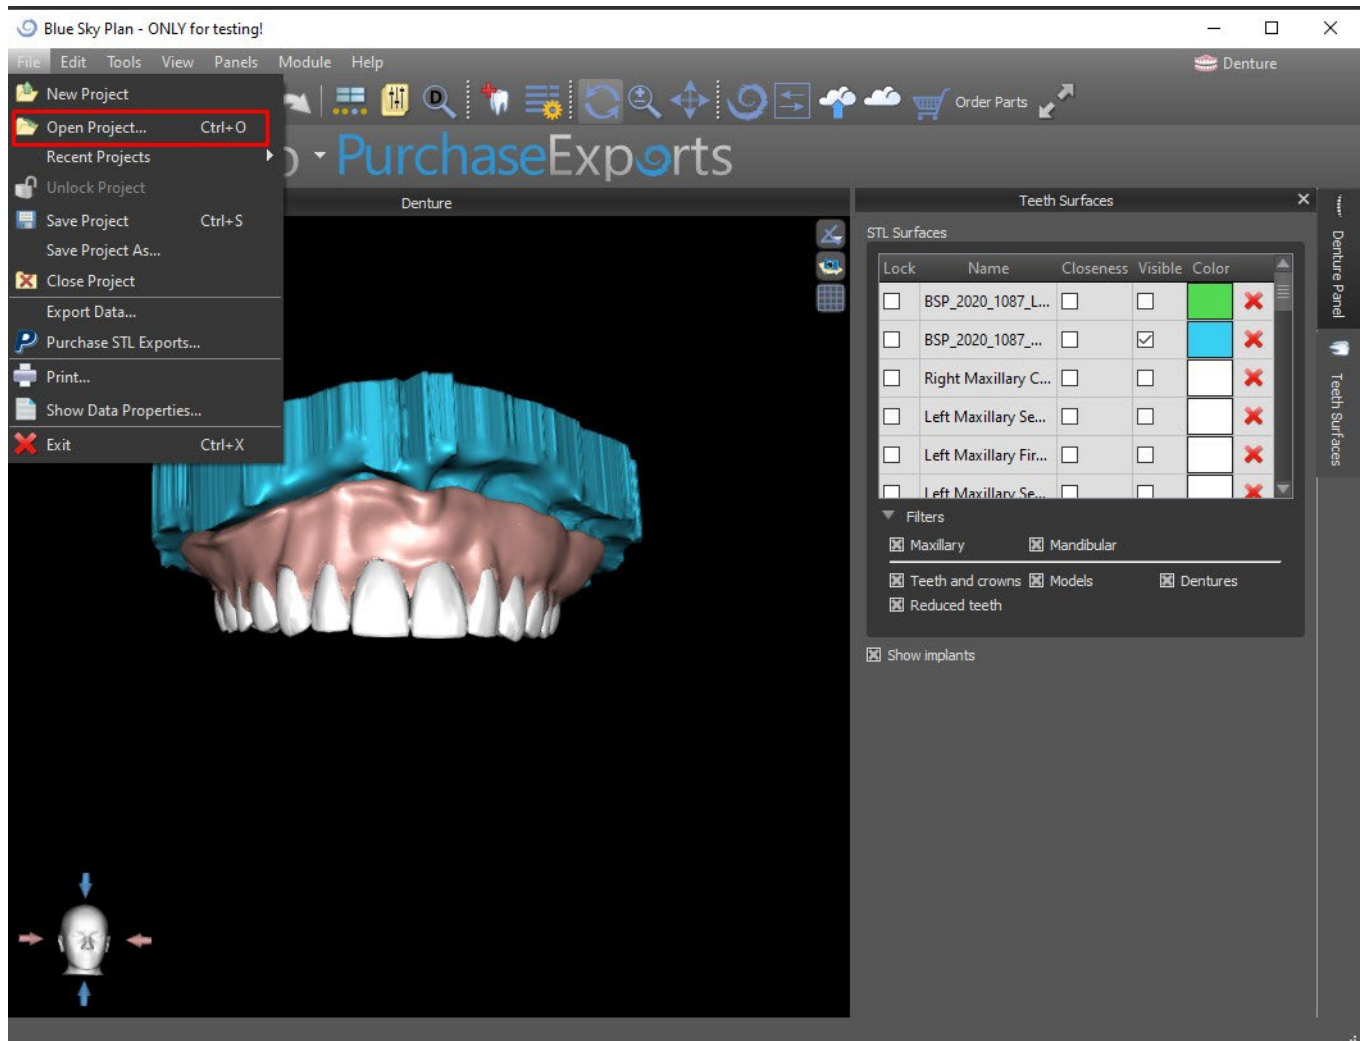 Blue Sky Plan - ONLY for testing!
File Edit Tools View Panels Module Help
Denture
New Project
Open Project... Ctrl+O
Recent Projects
Unlock Project
Save Project Ctrl+S
Save Project As...
Close Project
Export Data...
Purchase STL Exports...
Print...
Show Data Properties...
Exit Ctrl+X
D
Order Parts
PurchaseExports
Denture
Teeth Surfaces
STL Surfaces
Lock Name Closeness Visible Color
BSP_2020_1087_L...
BSP_2020_1087_...
Right Maxillary C...
Left Maxillary Se...
Left Maxillary Fir...
Left Maxillary Se...
Filters
Maxillary Mandibular
Teeth and crowns Models Dentures
Reduced teeth
Show implants
Denture Panel
Teeth Surfaces